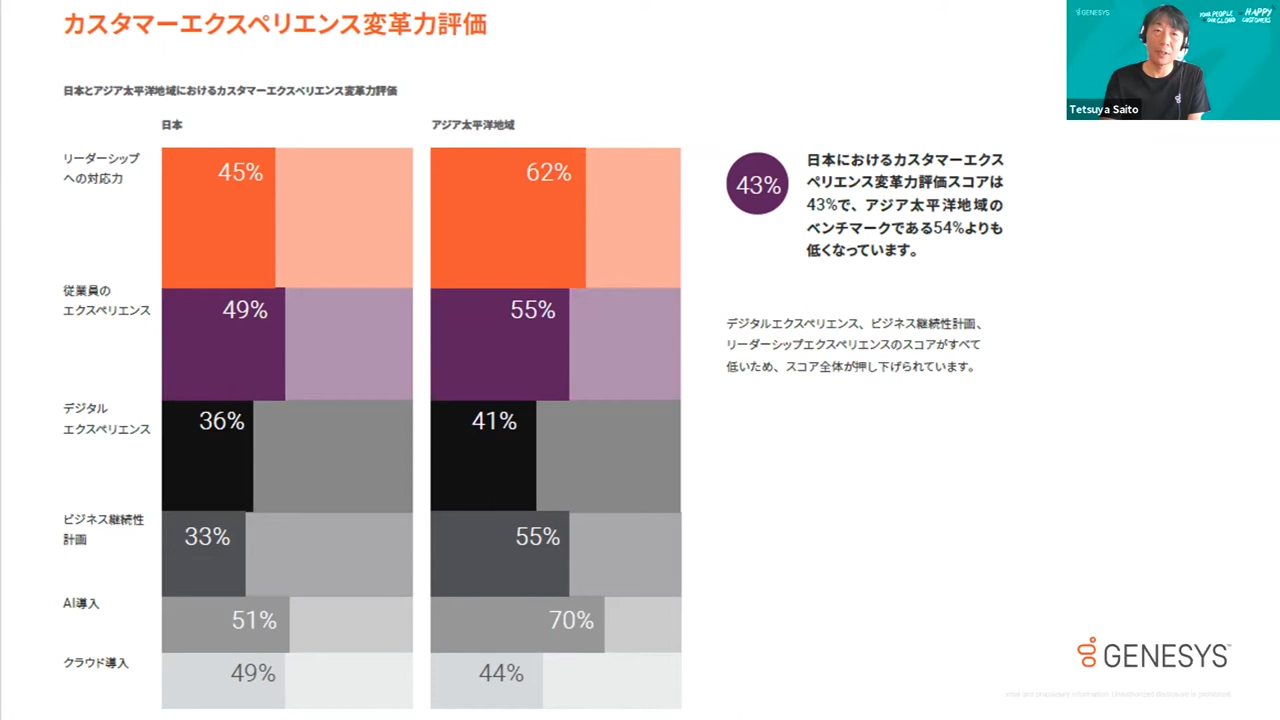 カスタマーエクスペリエンス変革力評価
GENESYS
YOUR PEOPLE
HAPPY
OUR CLOUD
CUSTOMERS
Tetsuya Saito
日本とアジア太平洋地域におけるカスタマーエクスペリエンス変革力評価
日本
アジア太平洋地域
リーダーシップ
への対応力
45%
62%
従業員の
エクスペリエンス
49%
55%
デジタル
エクスペリエンス
36%
41%
ビジネス継続性
計画
33%
55%
AI導入
51%
70%
クラウド導入
49%
44%
43%
日本におけるカスタマーエクス
ペリエンス変革力評価スコアは
43%で、アジア太平洋地域の
ベンチマークである54%よりも
低くなっています。
デジタルエクスペリエンス、ビジネス継続性計画、
リーダーシップエクスペリエンスのスコアがすべて
低いため、スコア全体が押し下げられています。
GENESYS™
and proprietary information. Unauthorized disclosure is prohibited.